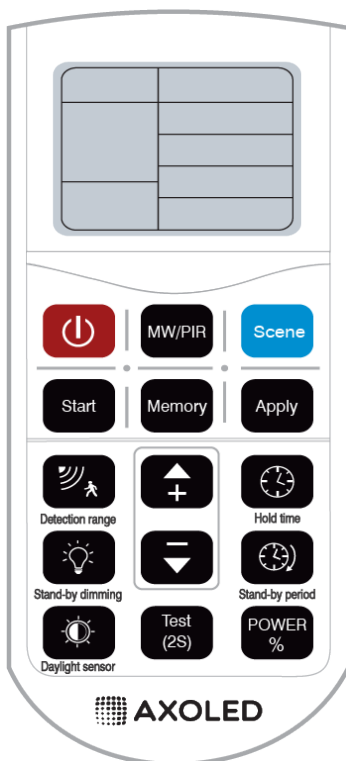 MW/PIR
Scene
Start
Memory
Apply
+
Detection range
Hold time
−
Stand-by dimming
Stand-by period
Test
(2S)
POWER
%
Daylight sensor
AXOLED